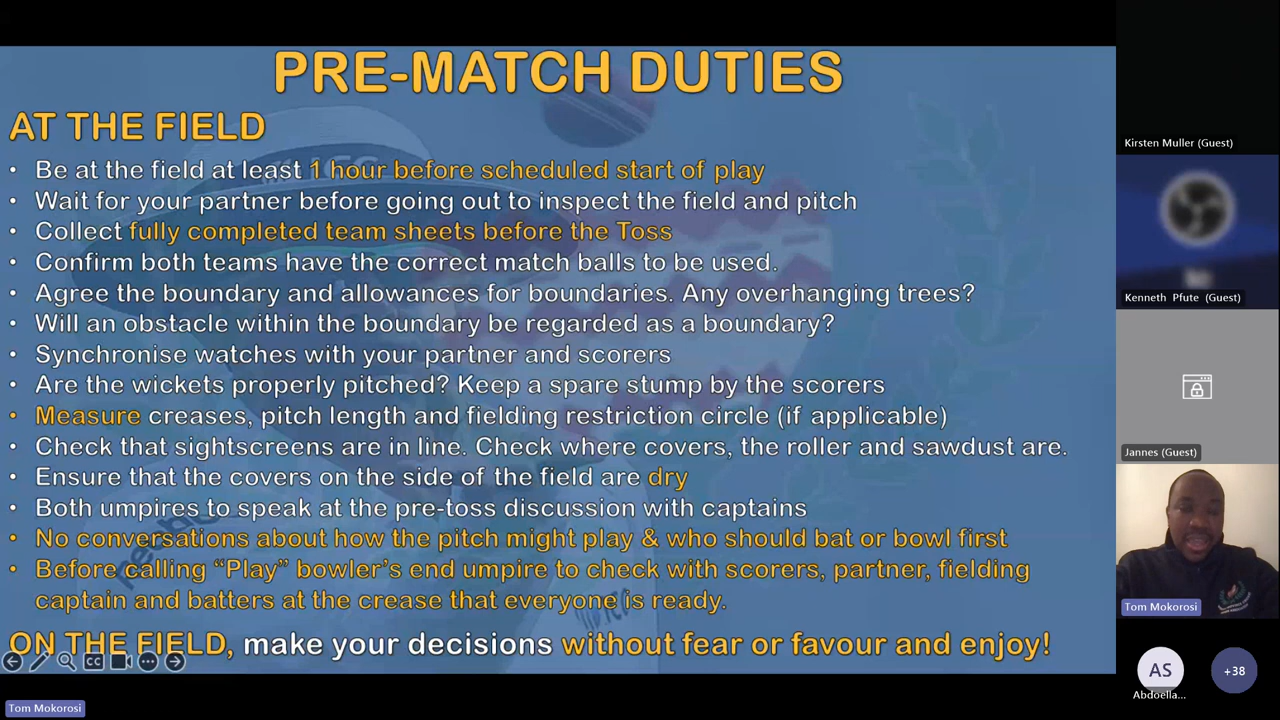 PRE-MATCH DUTIES
AT THE FIELD
• Be at the field at least 1 hour before scheduled start of play
• Wait for your partner before going out to inspect the field and pitch
• Collect fully completed team sheets before the Toss
• Confirm both teams have the correct match balls to be used.
• Agree the boundary and allowances for boundaries. Any overhanging trees?
• Will an obstacle within the boundary be regarded as a boundary?
• Synchronise watches with your partner and scorers
• Are the wickets properly pitched? Keep a spare stump by the scorers
• Measure creases, pitch length and fielding restriction circle (if applicable)
• Check that sightscreens are in line. Check where covers, the roller and sawdust are.
• Ensure that the covers on the side of the field are dry
• Both umpires to speak at the pre-toss discussion with captains
• No conversations about how the pitch might play & who should bat or bowl first
• Before calling “Play” bowler’s end umpire to check with scorers, partner, fielding
captain and batters at the crease that everyone is ready.
ON THE FIELD, make your decisions without fear or favour and enjoy!
CC
Tom Mokorosi
Kirsten Muller (Guest)
Kenneth Pfute (Guest)
Jannes (Guest)
Tom Mokorosi
AS
Abdoella...
+38